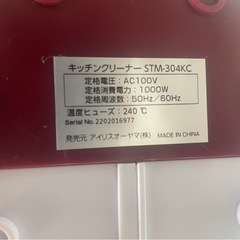 キッチンクリーナー STM-304KC
定格電圧：AC100V
定格消費電力：1000W
定格周波数：50Hz／60Hz
温度ヒューズ：240℃
Serial No. 2202016977
発売元 アイリスオーヤマ(株) MADE IN CHINA